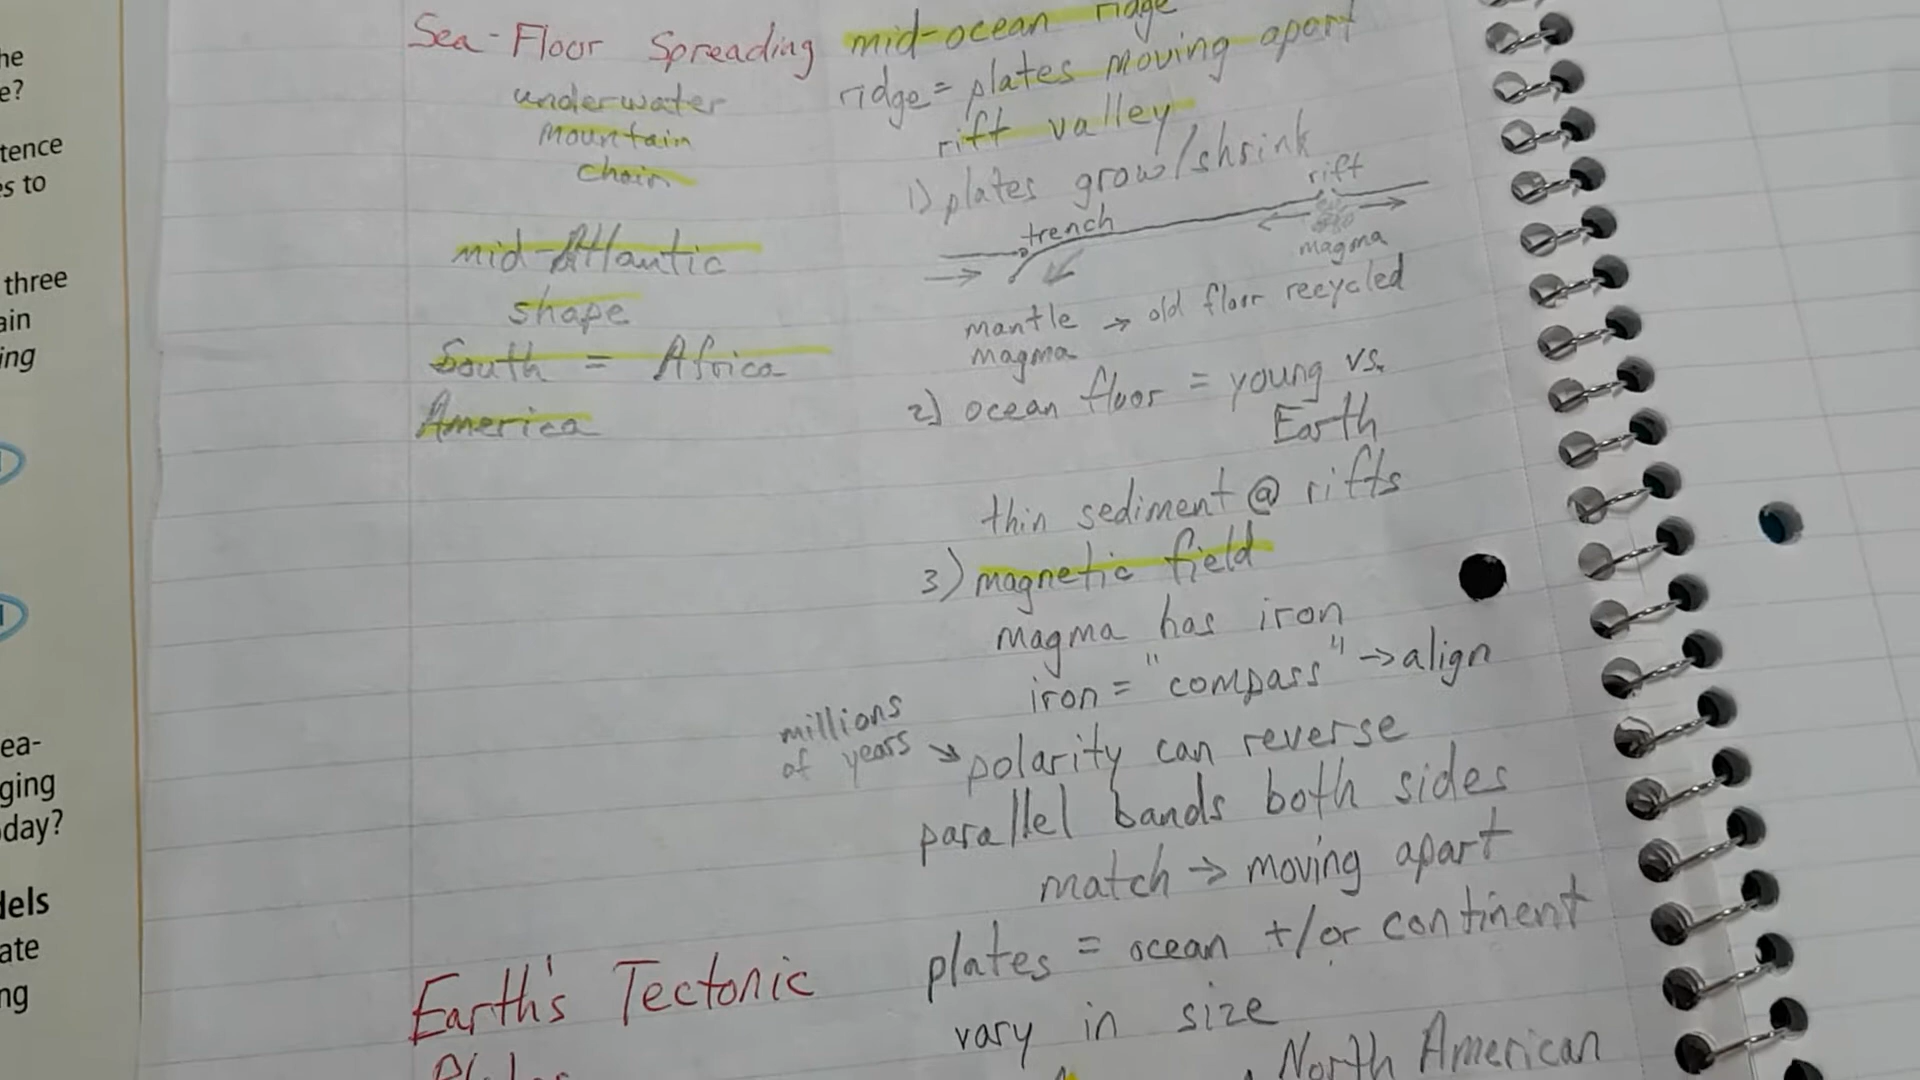 he
e?
tence
es to
three
ain
ing
ea-
ging
day?
dels
ate
ng
Sea-Floor Spreading
underwater
mountain
chain
mid-Atlantic
shape
South = Africa
America
mid-ocean ridge
ridge = plates moving apart
rift valley
1) plates grow/shrink
rift
trench
magma
mantle → old floor recycled
magma
2) ocean floor = young vs.
Earth
thin sediment @ rifts
3) magnetic field
magma has iron
iron = "compass" → align
millions
of years
↘ polarity can reverse
parallel bands both sides
match → moving apart
Earth's Tectonic
Plates
plates = ocean +/or continent
vary in size
North American